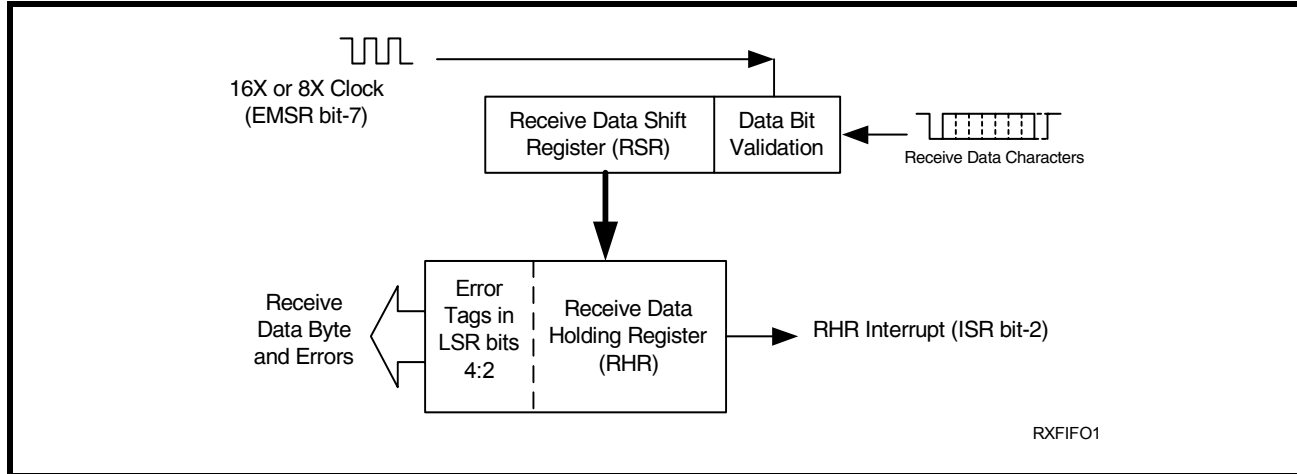 16X or 8X Clock
(EMSR bit-7)
Receive Data Shift
Register (RSR)
Data Bit
Validation
Receive Data Characters
Receive
Data Byte
and Errors
Error
Tags in
LSR bits
4:2
Receive Data
Holding Register
(RHR)
RHR Interrupt (ISR bit-2)
RXFIFO1